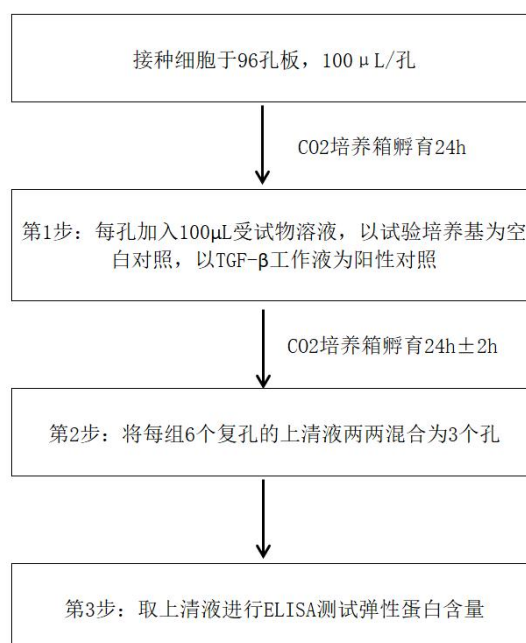 接种细胞于96孔板，100μL/孔
CO2培养箱孵育24h
第1步：每孔加入100μL受试物溶液，以试验培养基为空
白对照，以TGF-β工作液为阳性对照
CO2培养箱孵育24h±2h
第2步：将每组6个复孔的上清液两两混合为3个孔
第3步：取上清液进行ELISA测试弹性蛋白含量